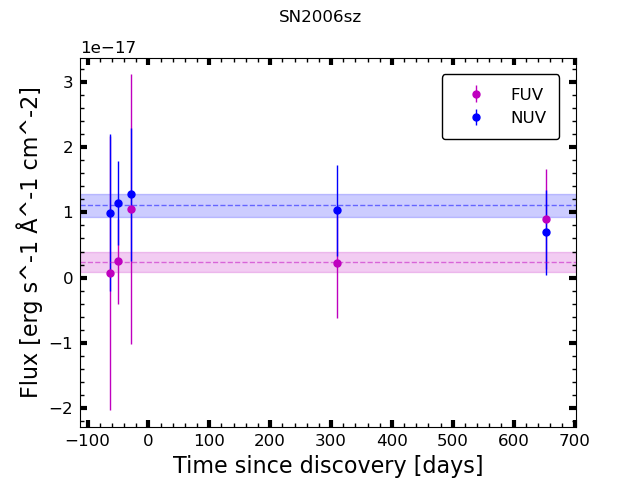 SN2006sz
1e−17
3
2
1
0
−1
−2
−100 0 100 200 300 400 500 600 700
Time since discovery [days]
Flux [erg s^-1 Å^-1 cm^-2]
FUV
NUV